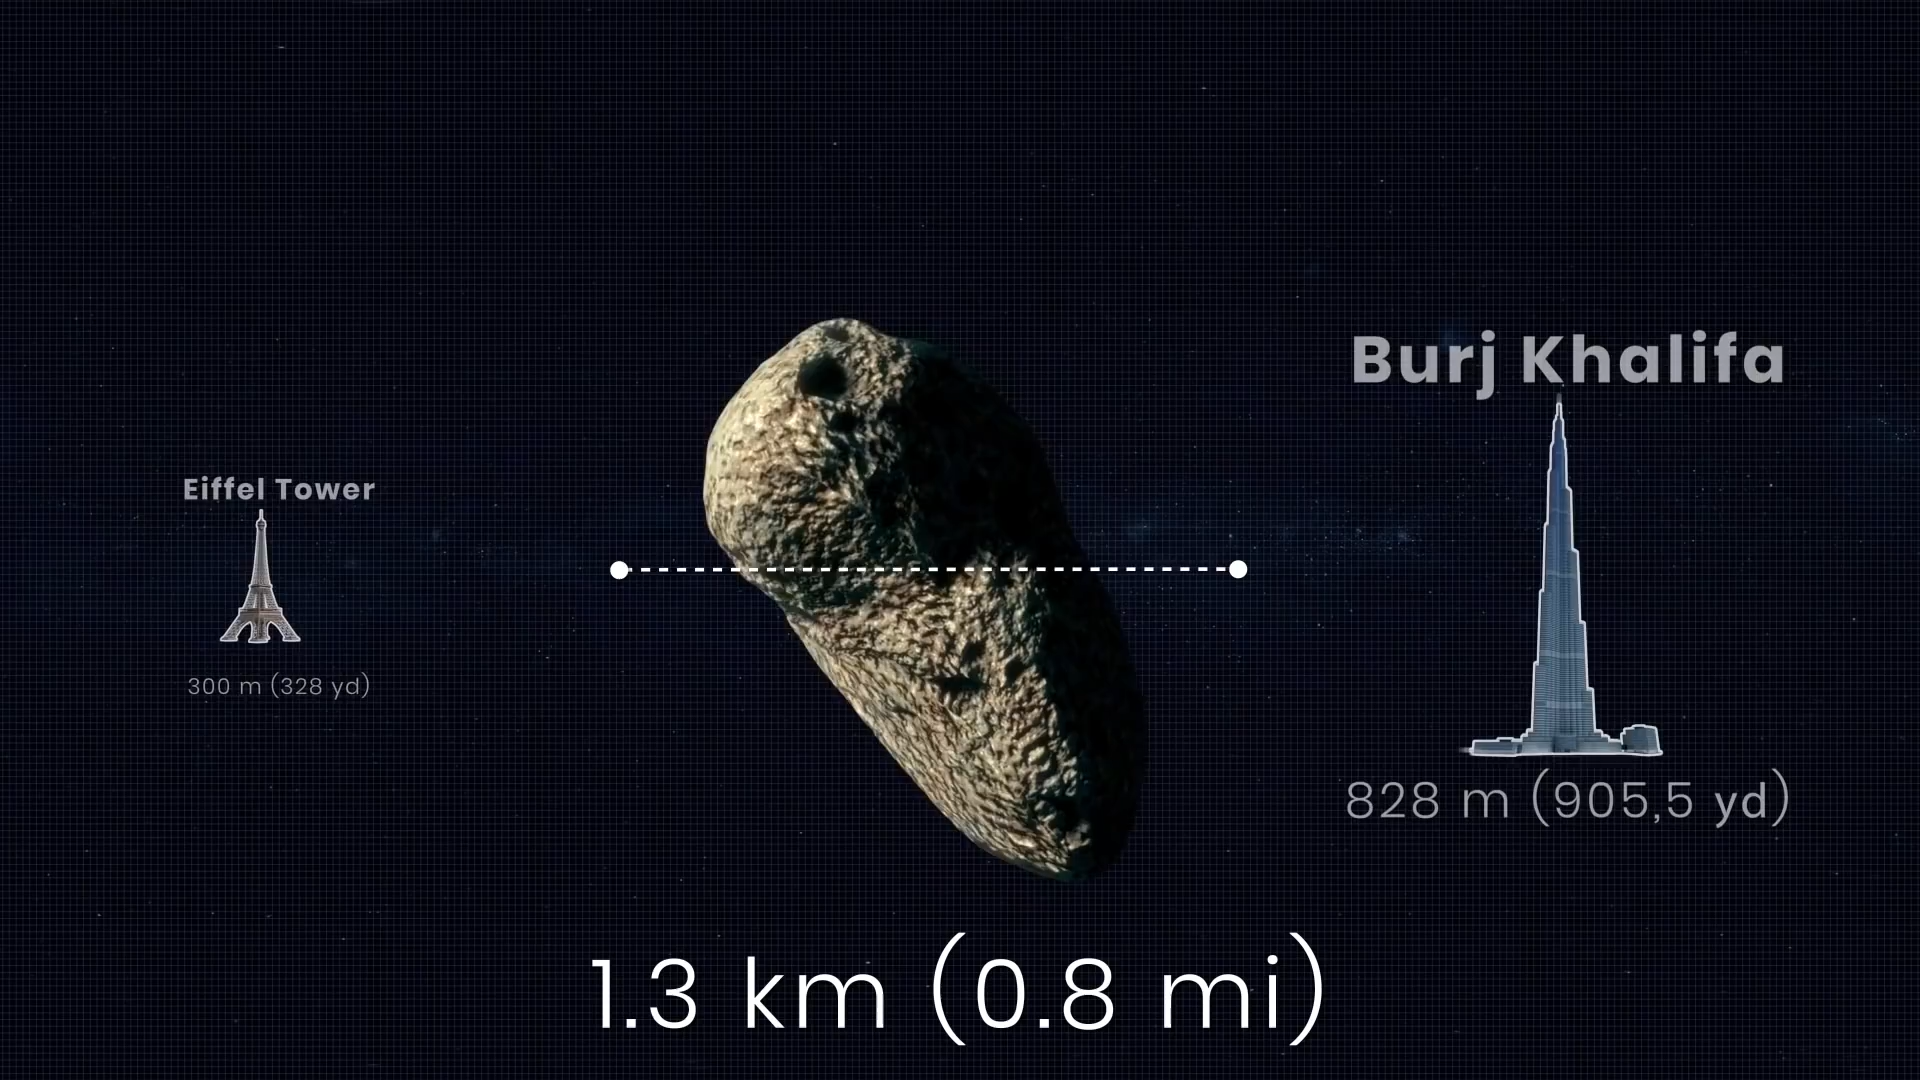 Burj Khalifa
Eiffel Tower
300 m (328 yd)
828 m (905,5 yd)
1.3 km (0.8 mi)